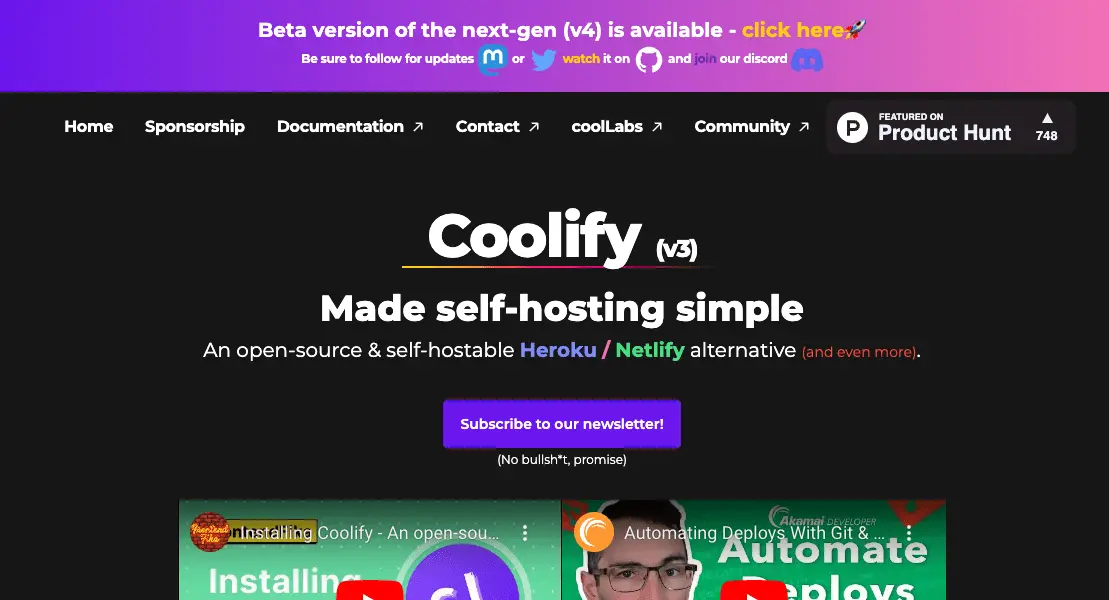 Beta version of the next-gen (v4) is available - click here🚀
Be sure to follow for updates or watch it on and join our discord
Home Sponsorship Documentation ↗ Contact ↗ coolLabs ↗ Community ↗
P FEATURED ON
Product Hunt
▲
748
Coolify (v3)
Made self-hosting simple
An open-source & self-hostable Heroku / Netlify alternative (and even more).
Subscribe to our newsletter!
(No bullsh*t, promise)
Installing Coolify - An open-sou...
Installing
Automating Deploys With Git & ...
Akamai DEVELOPER
Automate
Deploys